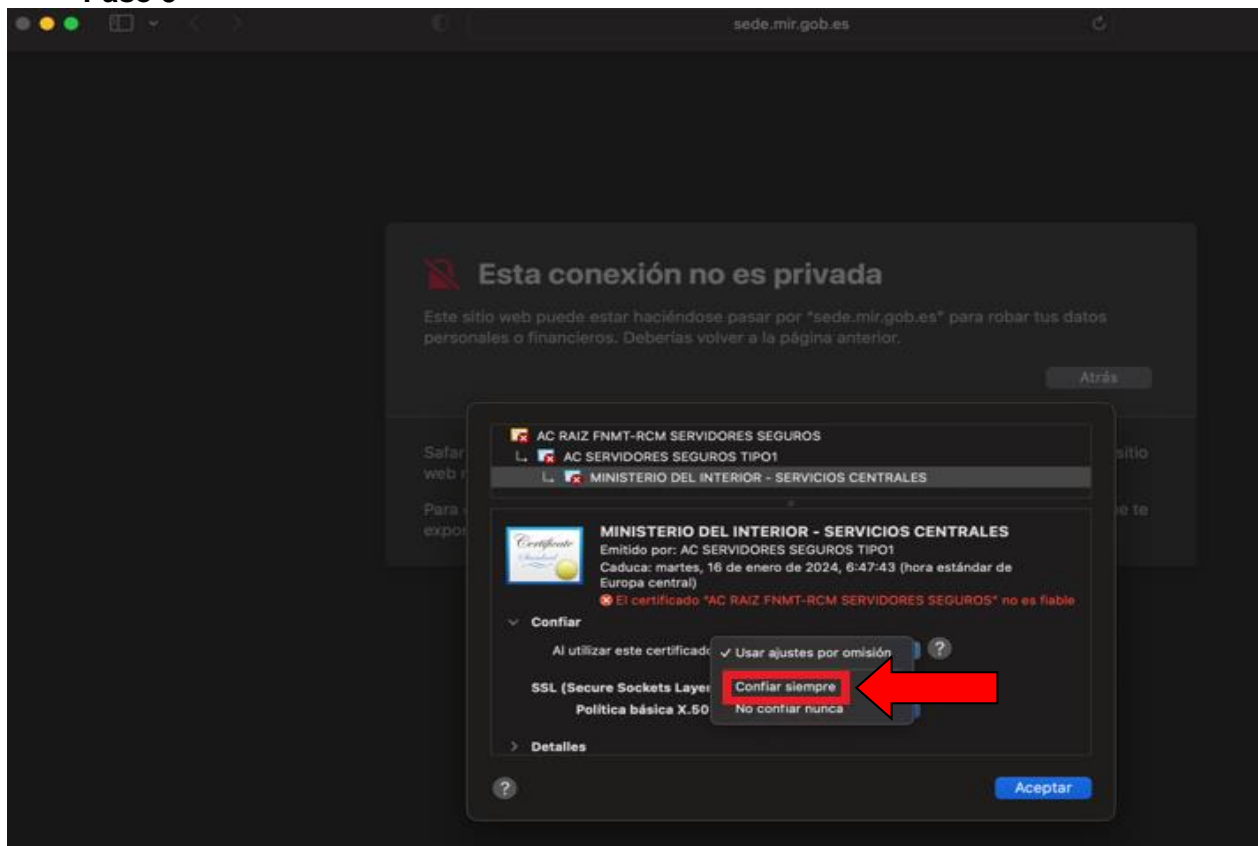 sede.mir.gob.es
Esta conexión no es privada
Este sitio web puede estar haciéndose pasar por "sede.mir.gob.es" para robar tus datos
personales o financieros. Deberías volver a la página anterior.
Atrás
AC RAIZ FNMT-RCM SERVIDORES SEGUROS
AC SERVIDORES SEGUROS TIPO1
MINISTERIO DEL INTERIOR - SERVICIOS CENTRALES
Safar
sitio
web
Para
te
expo
MINISTERIO DEL INTERIOR - SERVICIOS CENTRALES
Emitido por: AC SERVIDORES SEGUROS TIPO1
Caduca: martes, 16 de enero de 2024, 6:47:43 (hora estándar de
Europa central)
El certificado "AC RAIZ FNMT-RCM SERVIDORES SEGUROS" no es fiable
Confiar
Al utilizar este certificado
✓ Usar ajustes por omisión
?
SSL (Secure Sockets Layer
Confiar siempre
Política básica X.50
No confiar nunca
Detalles
?
Aceptar